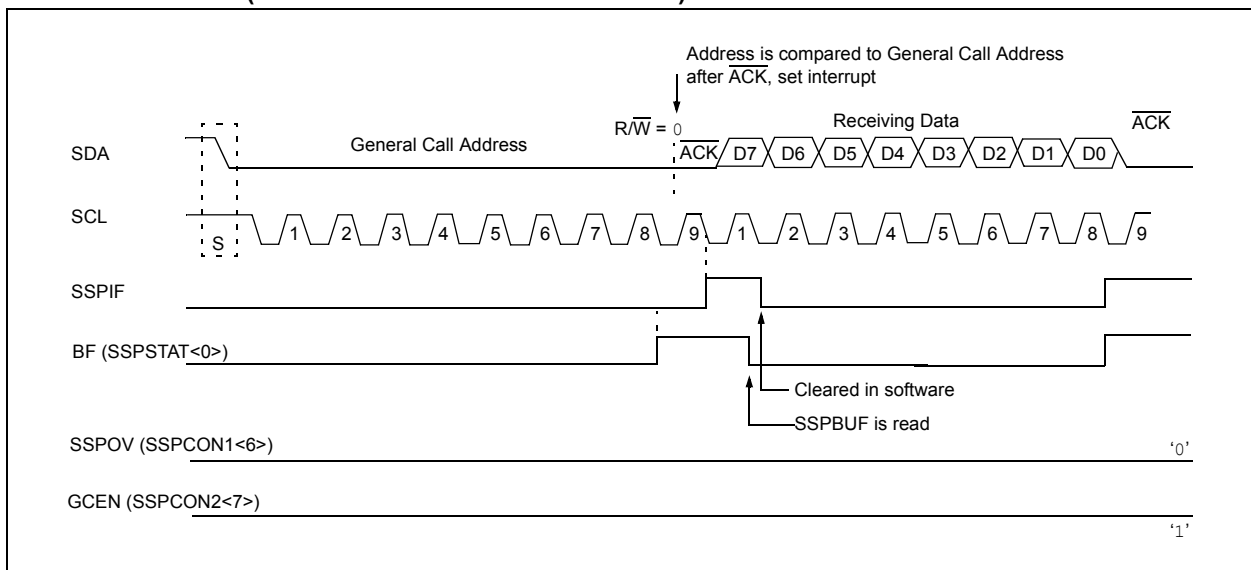 Address is compared to General Call Address
after ACK, set interrupt
R/W = 0
Receiving Data
ACK
SDA
General Call Address
ACK D7 D6 D5 D4 D3 D2 D1 D0
SCL
S
1 2 3 4 5 6 7 8 9 1 2 3 4 5 6 7 8 9
SSPIF
BF (SSPSTAT<0>)
Cleared in software
SSPBUF is read
SSPOV (SSPCON1<6>)
‘0’
GCEN (SSPCON2<7>)
‘1’